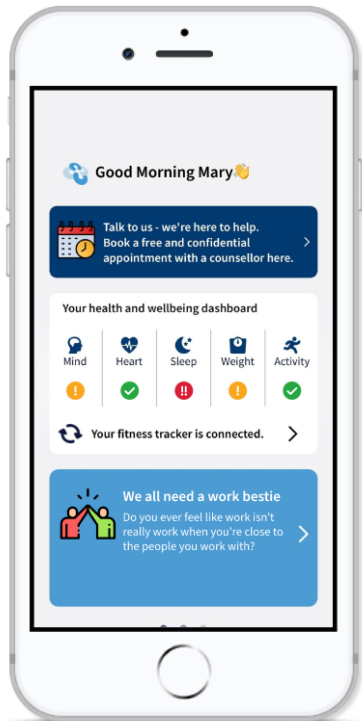 Good Morning Mary👋
Talk to us - we're here to help.
Book a free and confidential
appointment with a counsellor here.
Your health and wellbeing dashboard
Mind Heart Sleep Weight Activity
! !! !
Your fitness tracker is connected.
We all need a work bestie
Do you ever feel like work isn't
really work when you're close to
the people you work with?